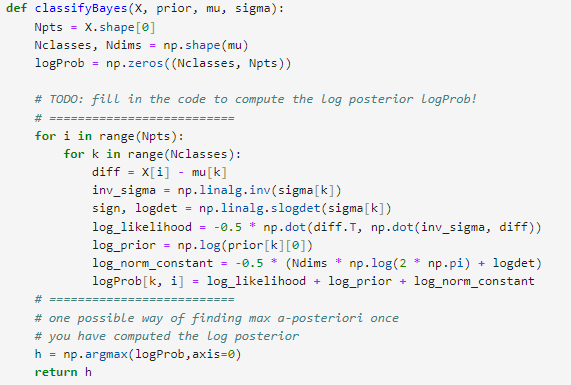 def classifyBayes(X, prior, mu, sigma):
    Npts = X.shape[0]
    Nclasses, Ndims = np.shape(mu)
    logProb = np.zeros((Nclasses, Npts))

    # TODO: fill in the code to compute the log posterior logProb!
    # ==========================
    for i in range(Npts):
        for k in range(Nclasses):
            diff = X[i] - mu[k]
            inv_sigma = np.linalg.inv(sigma[k])
            sign, logdet = np.linalg.slogdet(sigma[k])
            log_likelihood = -0.5 * np.dot(diff.T, np.dot(inv_sigma, diff))
            log_prior = np.log(prior[k][0])
            log_norm_constant = -0.5 * (Ndims * np.log(2 * np.pi) + logdet)
            logProb[k, i] = log_likelihood + log_prior + log_norm_constant
    # ==========================
    # one possible way of finding max a-posteriori once
    # you have computed the log posterior
    h = np.argmax(logProb,axis=0)
    return h